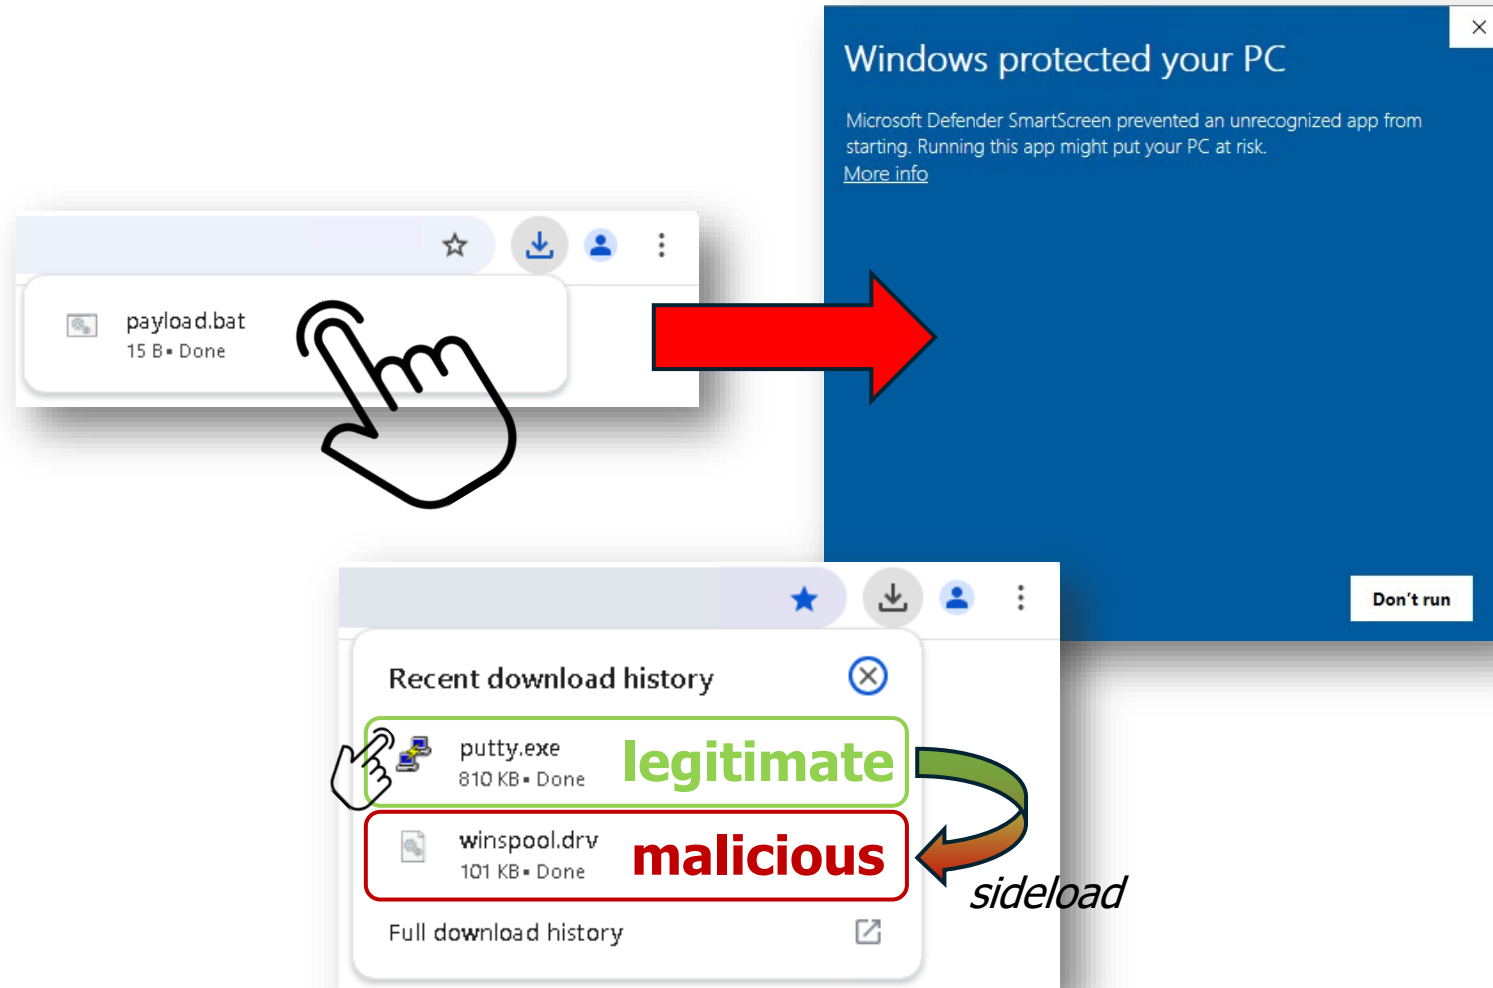 Windows protected your PC
Microsoft Defender SmartScreen prevented an unrecognized app from
starting. Running this app might put your PC at risk.
More info
payload.bat
15 B▪ Done
Don't run
Recent download history
putty.exe
810 KB▪ Done
legitimate
winspool.drv
101 KB▪ Done
malicious
sideload
Full download history